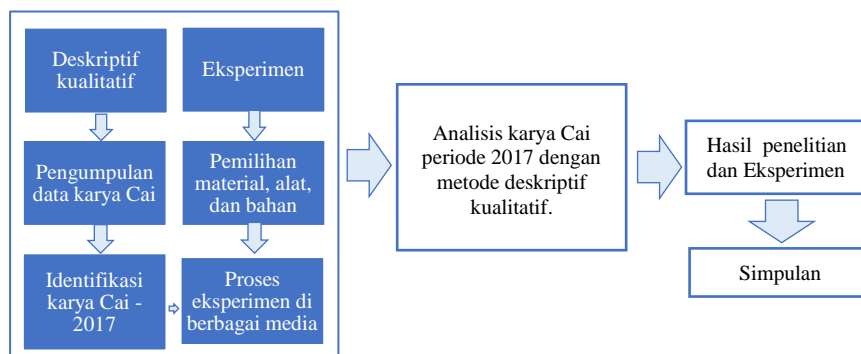 Deskriptif
kualitatif
Eksperimen
Pengumpulan
data karya Cai
Pemilihan
material, alat,
dan bahan
Identifikasi
karya Cai -
2017
Proses
eksperimen di
berbagai media
Analisis karya Cai
periode 2017 dengan
metode deskriptif
kualitatif.
Hasil penelitian
dan Eksperimen
Simpulan